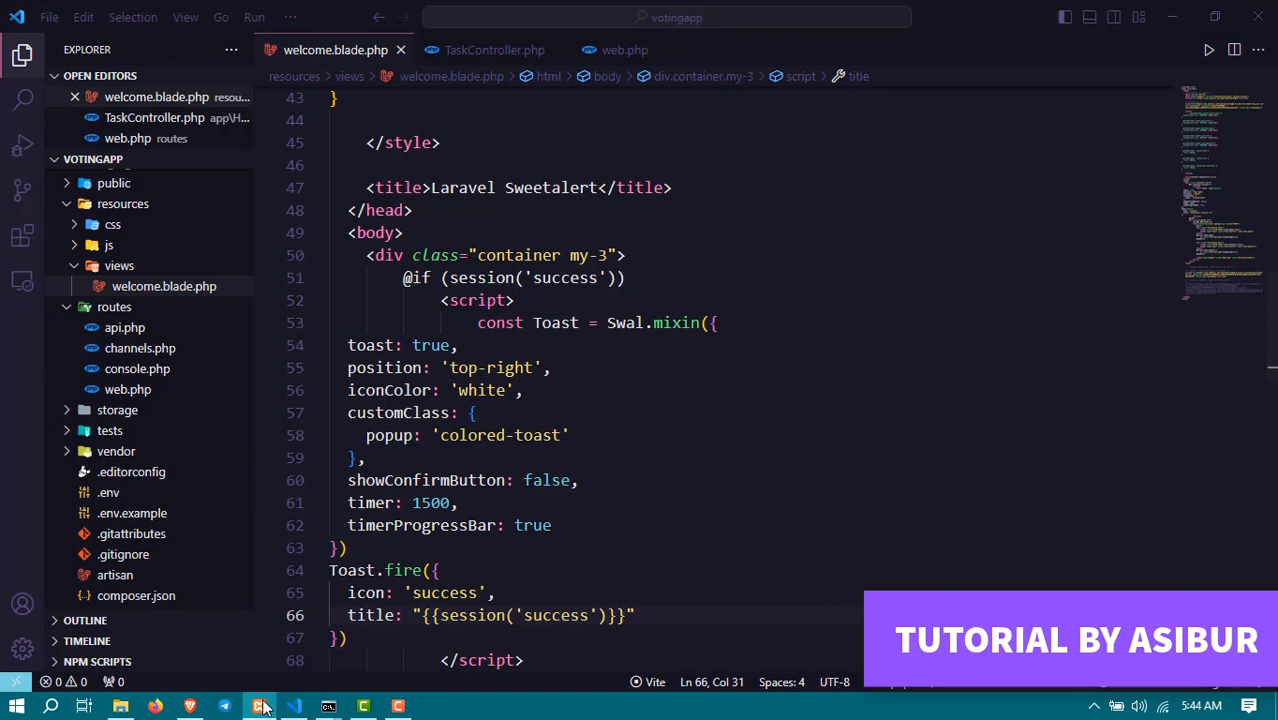 File Edit Selection View Go Run ··· votingapp
EXPLORER ···
OPEN EDITORS
welcome.blade.php resou...
TaskController.php app\H...
web.php routes
VOTINGAPP
public
resources
css
js
views
welcome.blade.php
routes
api.php
channels.php
console.php
web.php
storage
tests
vendor
.editorconfig
.env
.env.example
.gitattributes
.gitignore
artisan
composer.json
OUTLINE
TIMELINE
NPM SCRIPTS
welcome.blade.php TaskController.php web.php
resources > views > welcome.blade.php > html > body > div.container.my-3 > script > title
43 }
44
45 </style>
46
47 <title>Laravel Sweetalert</title>
48 </head>
49 <body>
50 <div class="container my-3">
51 @if (session('success'))
52 <script>
53 const Toast = Swal.mixin({
54 toast: true,
55 position: 'top-right',
56 iconColor: 'white',
57 customClass: {
58 popup: 'colored-toast'
59 },
60 showConfirmButton: false,
61 timer: 1500,
62 timerProgressBar: true
63 })
64 Toast.fire({
65 icon: 'success',
66 title: "{{session('success')}}"
67 })
68 </script>
TUTORIAL BY ASIBUR
0 0 0 Vite Ln 66, Col 31 Spaces: 4 UTF-8
5:44 AM